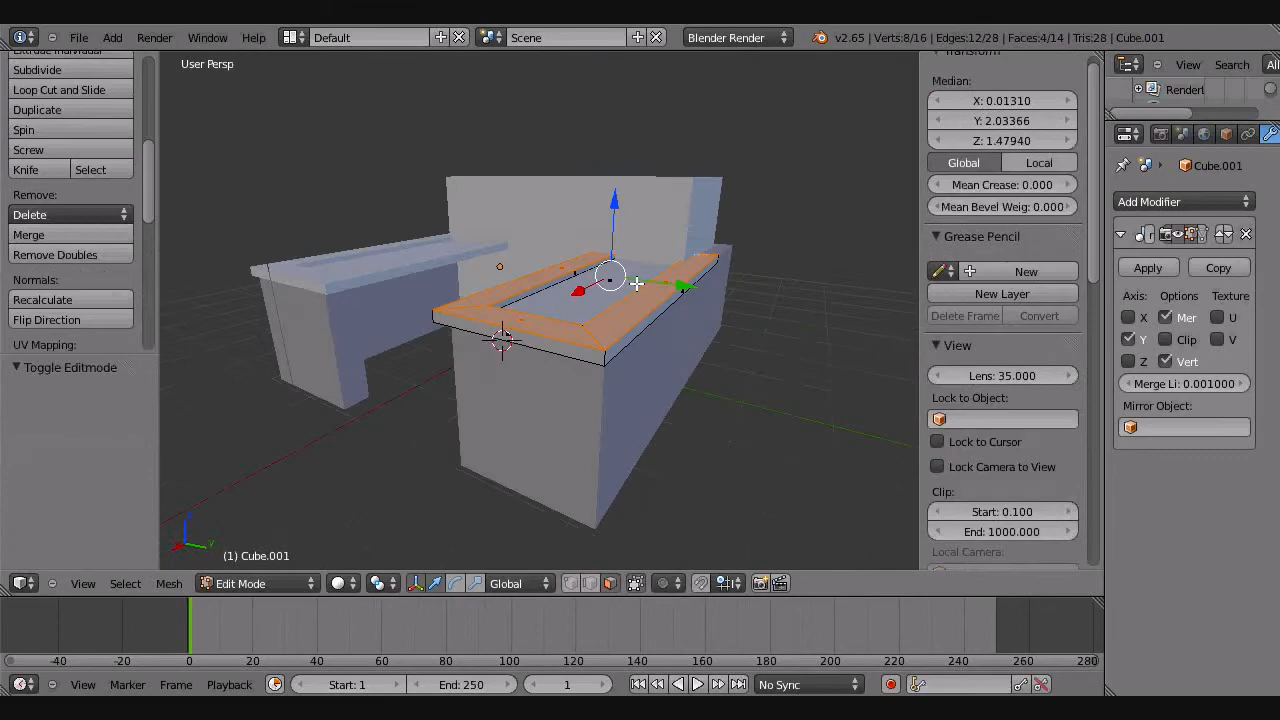 File Add Render Window Help Default Scene Blender Render v2.65 | Verts:8/16 | Edges:12/28 | Faces:4/14 | Tris:28 | Cube.001
Extrude Individual
Subdivide
Loop Cut and Slide
Duplicate
Spin
Screw
Knife Select
Remove:
Delete
Merge
Remove Doubles
Normals:
Recalculate
Flip Direction
UV Mapping:
Toggle Editmode
User Persp
(1) Cube.001
z
y
Transform
Median:
X: 0.01310
Y: 2.03366
Z: 1.47940
Global Local
Mean Crease: 0.000
Mean Bevel Weig: 0.000
Grease Pencil
New
New Layer
Delete Frame Convert
View
Lens: 35.000
Lock to Object:
Lock to Cursor
Lock Camera to View
Clip:
Start: 0.100
End: 1000.000
Local Camera:
View Search All
RenderL
Cube.001
Add Modifier
Apply Copy
Axis: Options Texture
X Mer U
Y Clip V
Z Vert
Merge Li: 0.001000
Mirror Object:
View Select Mesh Edit Mode Global
-40 -20 0 20 40 60 80 100 120 140 160 180 200 220 240 260 280
View Marker Frame Playback Start: 1 End: 250 1 No Sync